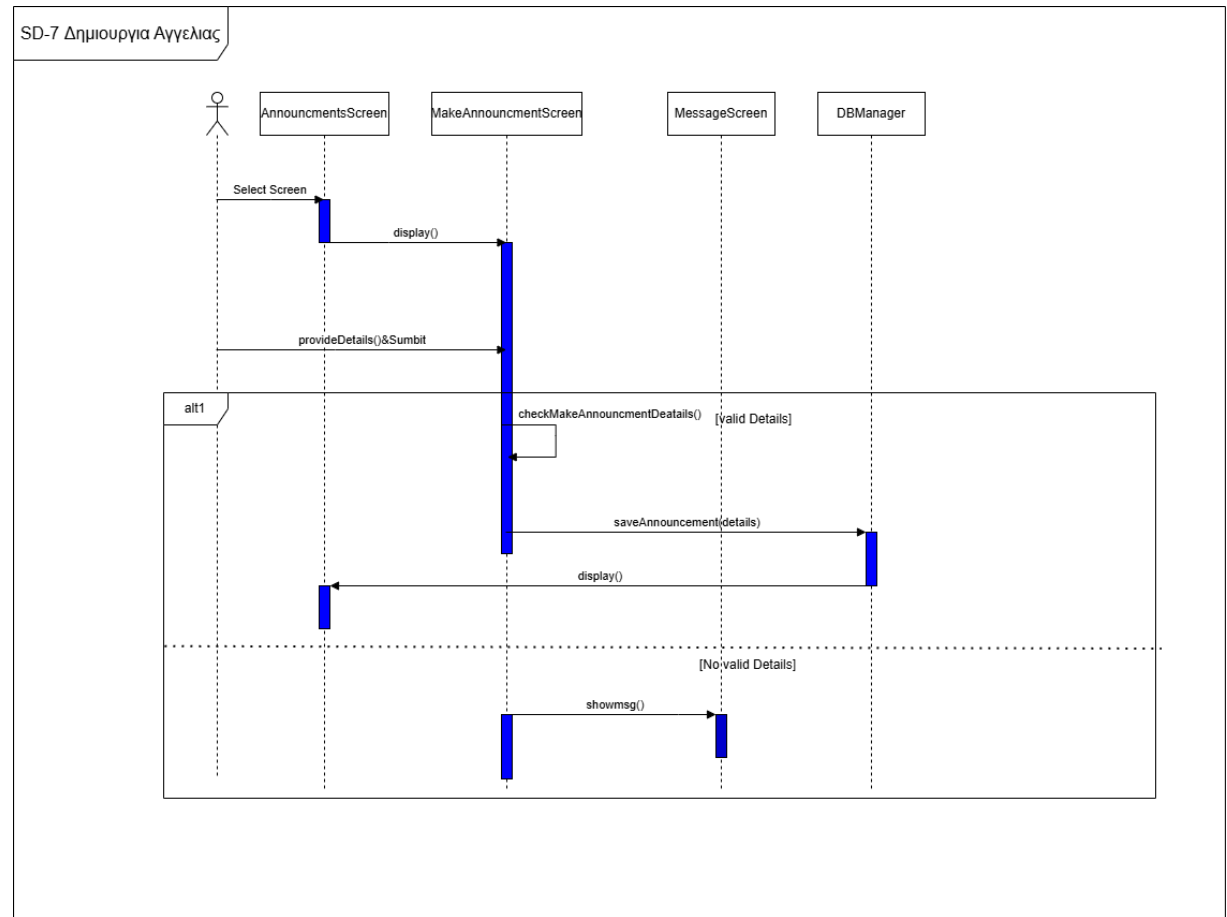 SD-7 Δημιουργια Αγγελιας
AnnouncmentsScreen
MakeAnnouncmentScreen
MessageScreen
DBManager
Select Screen
display()
provideDetails()&Sumbit
alt1
checkMakeAnnouncmentDeatails()
[valid Details]
saveAnnouncement(details)
display()
[No valid Details]
showmsg()